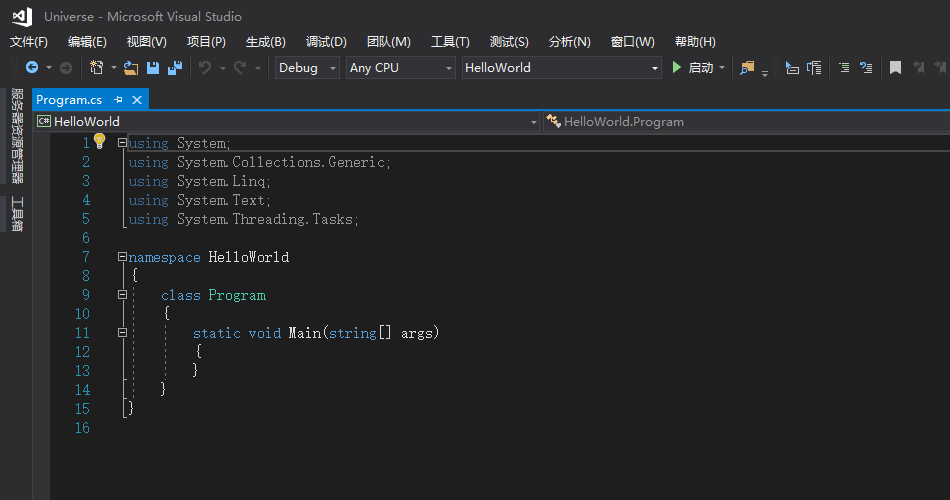 Universe - Microsoft Visual Studio
文件(F) 编辑(E) 视图(V) 项目(P) 生成(B) 调试(D) 团队(M) 工具(T) 测试(S) 分析(N) 窗口(W) 帮助(H)
Debug Any CPU HelloWorld 启动
服务器资源管理器
工具箱
Program.cs
C# HelloWorld HelloWorld.Program
1 using System;
2 using System.Collections.Generic;
3 using System.Linq;
4 using System.Text;
5 using System.Threading.Tasks;
6
7 namespace HelloWorld
8 {
9 class Program
10 {
11 static void Main(string[] args)
12 {
13 }
14 }
15 }
16